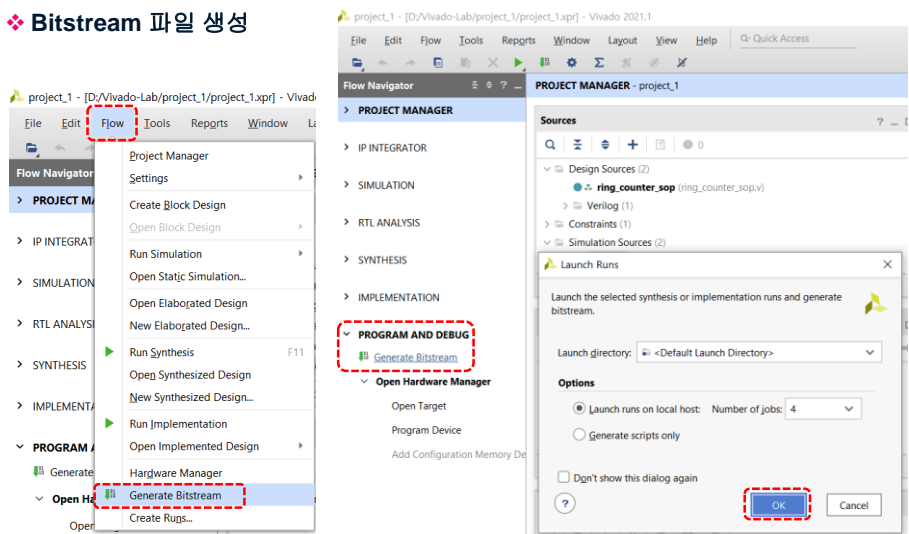 ❖ Bitstream 파일 생성
project_1 - [D:/Vivado-Lab/project_1/project_1.xpr] - Vivad
File Edit Flow Tools Reports Window La
Flow Navigator
PROJECT MA
IP INTEGRAT
SIMULATION
RTL ANALYS
SYNTHESIS
IMPLEMENTA
PROGRAM A
Generate
Open Ha
Open
Project Manager
Settings
Create Block Design
Open Block Design
Run Simulation
Open Static Simulation...
Open Elaborated Design
New Elaborated Design...
Run Synthesis F11
Open Synthesized Design
New Synthesized Design...
Run Implementation
Open Implemented Design
Hardware Manager
Generate Bitstream
Create Runs...
project_1 - [D:/Vivado-Lab/project_1/project_1.xpr] - Vivado 2021.1
File Edit Flow Tools Reports Window Layout View Help Q- Quick Access
Flow Navigator ? _
PROJECT MANAGER
IP INTEGRATOR
SIMULATION
RTL ANALYSIS
SYNTHESIS
IMPLEMENTATION
PROGRAM AND DEBUG
Generate Bitstream
Open Hardware Manager
Open Target
Program Device
Add Configuration Memory De
PROJECT MANAGER - project_1
Sources ? _
0
Design Sources (2)
ring_counter_sop (ring_counter_sop.v)
Verilog (1)
Constraints (1)
Simulation Sources (2)
Launch Runs
Launch the selected synthesis or implementation runs and generate
bitstream.
Launch directory: <Default Launch Directory>
Options
Launch runs on local host: Number of jobs: 4
Generate scripts only
Don't show this dialog again
? OK Cancel